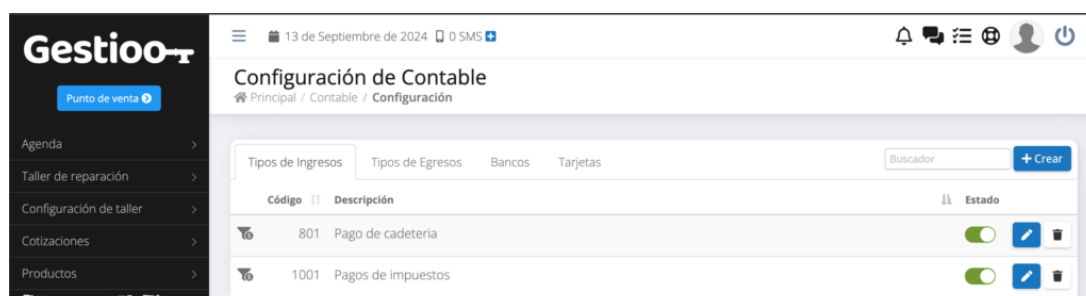 Gestioo
13 de Septiembre de 2024 0 SMS
Punto de venta
Configuración de Contable
Principal / Contable / Configuración
Agenda
Taller de reparación
Configuración de taller
Cotizaciones
Productos
Tipos de Ingresos Tipos de Egresos Bancos Tarjetas Buscador + Crear
Código Descripción Estado
801 Pago de cadeteria
1001 Pagos de impuestos